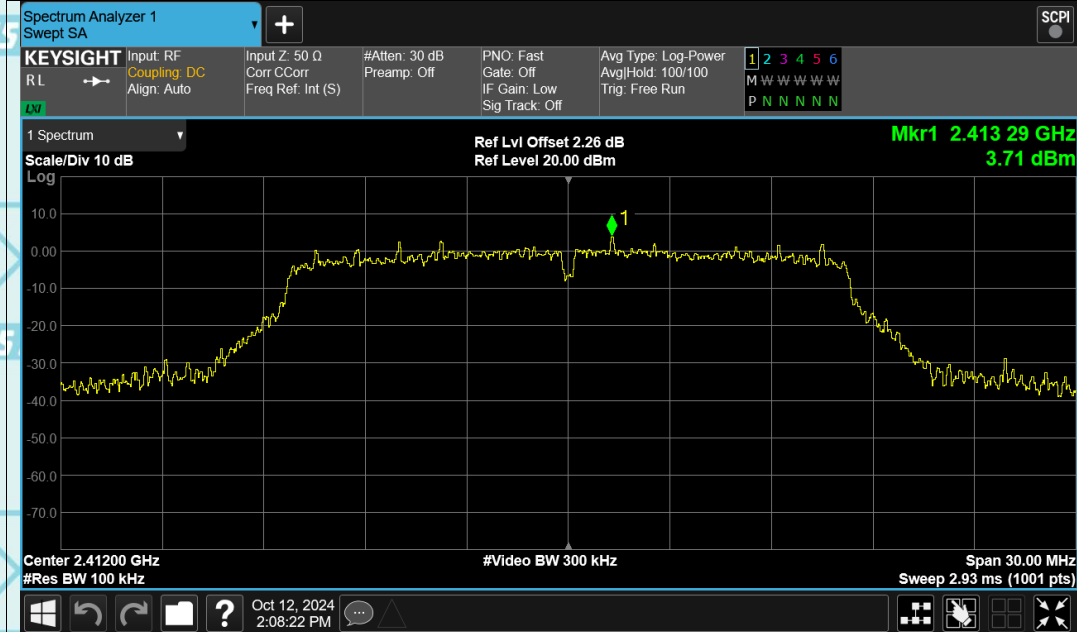 Spectrum Analyzer 1
Swept SA
+
SCPI
KEYSIGHT
R L
LXI
Input: RF
Coupling: DC
Align: Auto
Input Z: 50 Ω
Corr CCorr
Freq Ref: Int (S)
#Atten: 30 dB
Preamp: Off
PNO: Fast
Gate: Off
IF Gain: Low
Sig Track: Off
Avg Type: Log-Power
Avg|Hold: 100/100
Trig: Free Run
1 2 3 4 5 6
M W W W W W
P N N N N N
1 Spectrum
Scale/Div 10 dB
Log
Ref Lvl Offset 2.26 dB
Ref Level 20.00 dBm
Mkr1 2.413 29 GHz
3.71 dBm
1
10.0
0.00
-10.0
-20.0
-30.0
-40.0
-50.0
-60.0
-70.0
Center 2.41200 GHz
#Res BW 100 kHz
#Video BW 300 kHz
Span 30.00 MHz
Sweep 2.93 ms (1001 pts)
?
Oct 12, 2024
2:08:22 PM